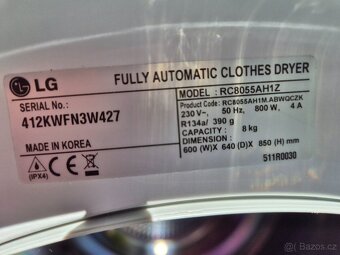 LG
FULLY AUTOMATIC CLOTHES DRYER
SERIAL No:
412KWFN3W427
MADE IN KOREA
(IPX4)
MODEL: RC8055AH1Z
Product Code: RC8055AH1M.ABWQCZK
230 V~, 50 Hz, 800 W, 4 A
R134a/ 390 g
CAPACITY : 8 kg
DIMENSION :
600 (W)X 640 (D)X 850 (H) mm
511R0030
Bazos.cz